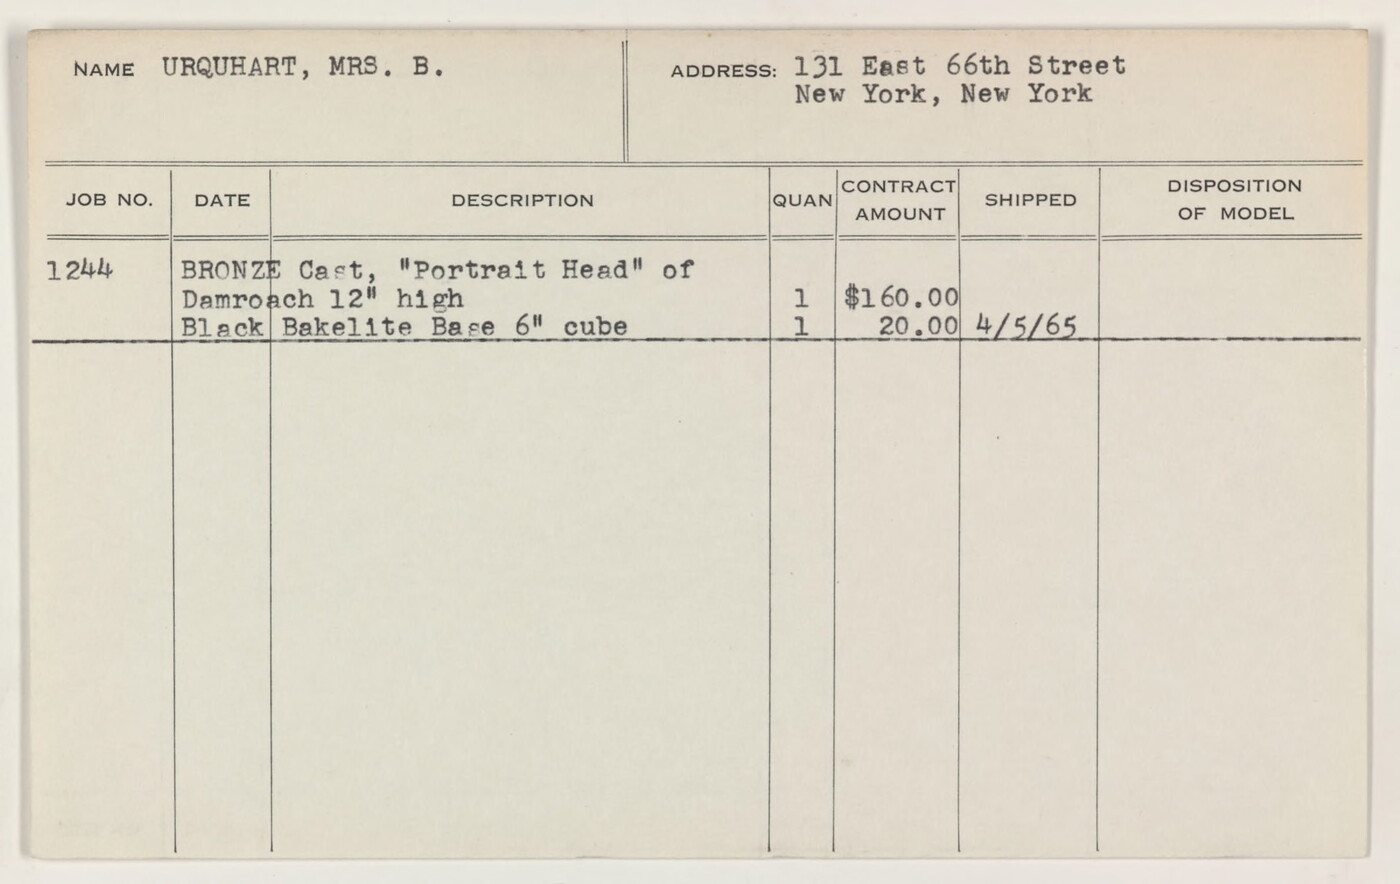 NAME URQUHART, MRS. B.
ADDRESS: 131 East 66th Street
New York, New York
JOB NO. DATE DESCRIPTION QUAN CONTRACT AMOUNT SHIPPED DISPOSITION OF MODEL
1244 BRONZE Cast, "Portrait Head" of
Damroach 12" high 1 $160.00
Black Bakelite Base 6" cube 1 20.00 4/5/65